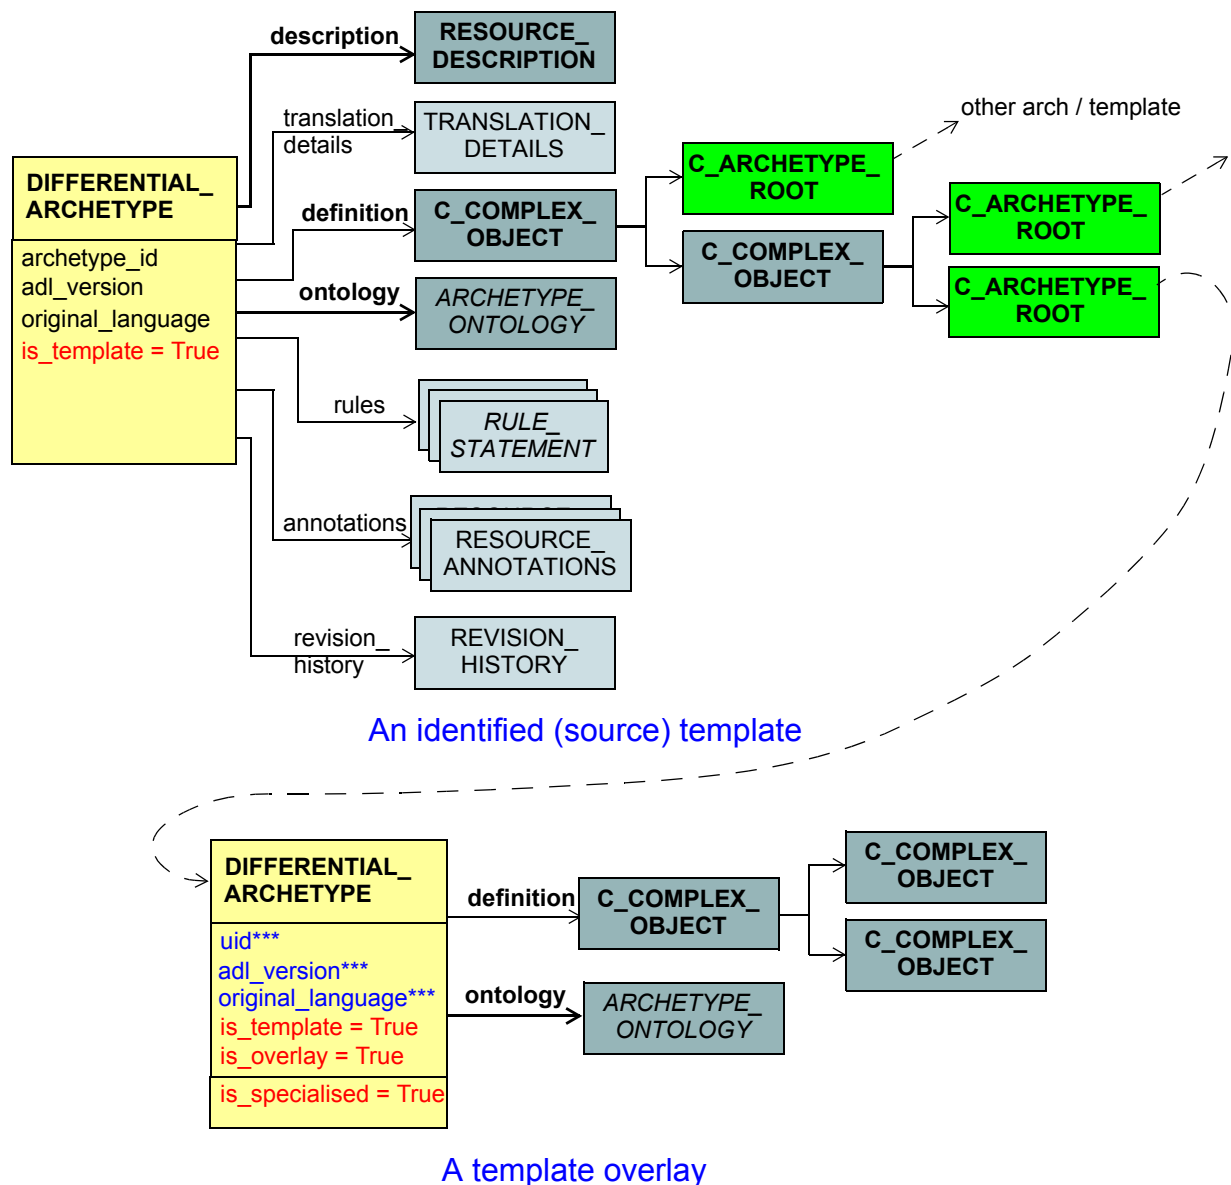 description
RESOURCE_
DESCRIPTION
translation_
details
TRANSLATION_
DETAILS
other arch / template
DIFFERENTIAL_
ARCHETYPE
archetype_id
adl_version
original_language
is_template = True
definition
C_COMPLEX_
OBJECT
C_ARCHETYPE_
ROOT
C_COMPLEX_
OBJECT
C_ARCHETYPE_
ROOT
C_ARCHETYPE_
ROOT
ontology
ARCHETYPE_
ONTOLOGY
rules
RULE_
STATEMENT
annotations
RESOURCE_
ANNOTATIONS
revision_
history
REVISION_
HISTORY
An identified (source) template
DIFFERENTIAL_
ARCHETYPE
uid***
adl_version***
original_language***
is_template = True
is_overlay = True
is_specialised = True
definition
C_COMPLEX_
OBJECT
C_COMPLEX_
OBJECT
C_COMPLEX_
OBJECT
ontology
ARCHETYPE_
ONTOLOGY
A template overlay